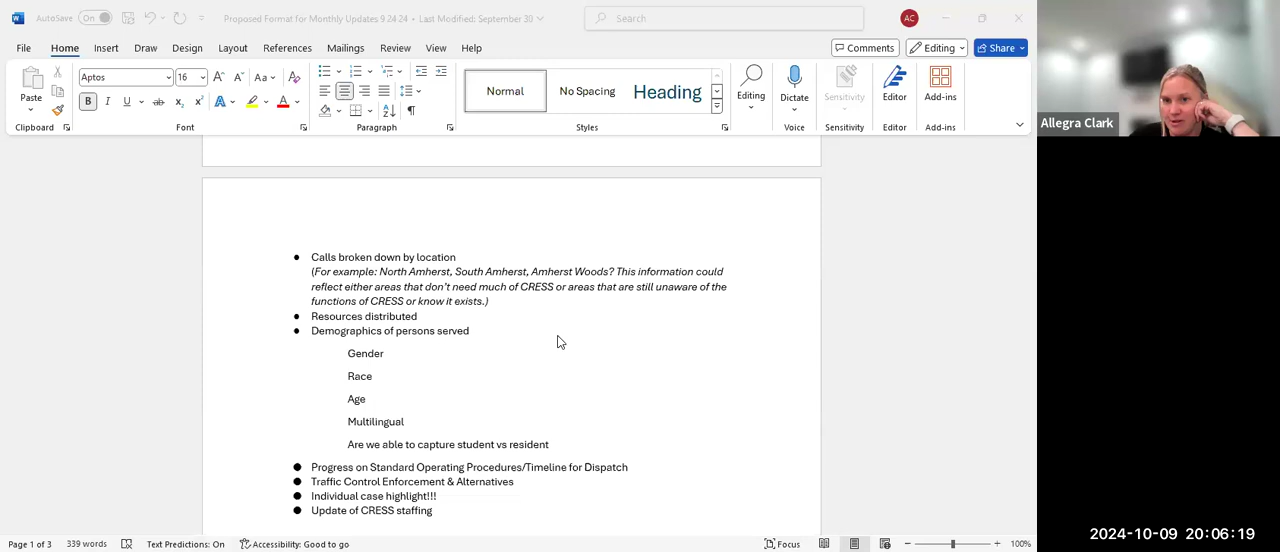 AutoSave On
Proposed Format for Monthly Updates 9.24 24 • Last Modified: September 30
Search
AC
File Home Insert Draw Design Layout References Mailings Review View Help
Comments
Editing
Share
Aptos
16
Normal
No Spacing
Heading
Paste
Editing
Dictate
Sensitivity
Editor
Add-ins
Clipboard
Font
Paragraph
Styles
Voice
Sensitivity
Editor
Add-ins
Allegra Clark
● Calls broken down by location
(For example: North Amherst, South Amherst, Amherst Woods? This information could
reflect either areas that don't need much of CRESS or areas that are still unaware of the
functions of CRESS or know it exists.)
● Resources distributed
● Demographics of persons served
Gender
Race
Age
Multilingual
Are we able to capture student vs resident
● Progress on Standard Operating Procedures/Timeline for Dispatch
● Traffic Control Enforcement & Alternatives
● Individual case highlight!!!
● Update of CRESS staffing
Page 1 of 3 339 words Text Predictions: On Accessibility: Good to go Focus 100%
2024-10-09 20:06:19